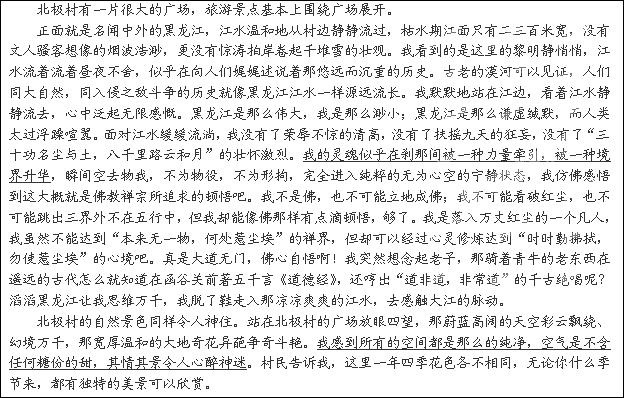 北极村有一片很大的广场，旅游景点基本上围绕广场展开。
正面就是名闻中外的黑龙江，江水温和地从村边静静流过，枯水期江面只有二三百米宽，没有
文人骚客想像的烟波浩渺，更没有惊涛拍岸卷起千堆雪的壮观。我看到的是这里的黎明静悄悄，江
水流着流着昼夜不舍，似乎在向人们娓娓述说着那悠远而沉重的历史。古老的漠河可以见证，人们
同大自然，同入侵之敌斗争的历史就像黑龙江江水一样源远流长。我默默地站在江边，看着江水静
静流去，心中泛起无限感慨。黑龙江是那么伟大，我是那么渺小；黑龙江是那么谦虚缄默，而人类
太过浮躁喧嚣。面对江水缓缓流淌，我没有了荣辱不惊的清高，没有了扶摇九天的狂妄，没有了“三
十功名尘与土，八千里路云和月”的壮怀激烈。我的灵魂似乎在刹那间被一种力量牵引，被一种境
界升华，瞬间空去物我，不为物役，不为形拘，完全进入纯粹的无为心空的宁静状态，我仿佛感悟
到这大概就是佛教禅宗所追求的顿悟吧。我不是佛，也不可能立地成佛；我不可能看破红尘，也不
可能跳出三界外不在五行中，但我却能像佛那样有点滴顿悟，够了。我是落入万丈红尘的一个凡人，
我虽然不能达到“本来无一物，何处惹尘埃”的禅界，但却可以经过心灵修炼达到“时时勤拂拭，
勿使惹尘埃”的心境吧。真是大道无门，佛心自悟啊！我突然想念起老子，那骑着青牛的老东西在
遥远的古代怎么就知道在函谷关前著五千言《道德经》，还哼出“道非道，非常道”的千古绝唱呢？
滔滔黑龙江让我思维万千，我脱了鞋走入那凉凉爽爽的江水，去感触大江的脉动。
北极村的自然景色同样令人神住。站在北极村的广场放眼四望，那蔚蓝高阔的天空彩云飘绕、
幻境万千，那宽厚温和的大地奇花异葩争奇斗艳。我感到所有的空间都是那么的纯净，空气是不含
任何糖份的甜，真情真景令人心醉神迷。村民告诉我，这里一年四季花色各不相同，无论你什么季
节来，都有独特的美景可以欣赏。